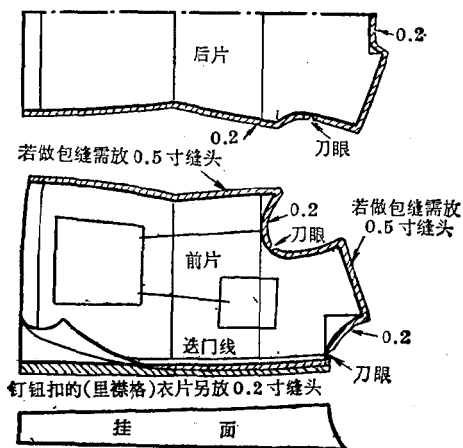 0.2
后片
0.2
刀眼
若做包缝需放0.5寸缝头
0.2
若做包缝需放
0.5寸缝头
刀眼
前片
0.2
迭门线
刀眼
钉钮扣的(里襟格)衣片另放0.2寸缝头
挂面